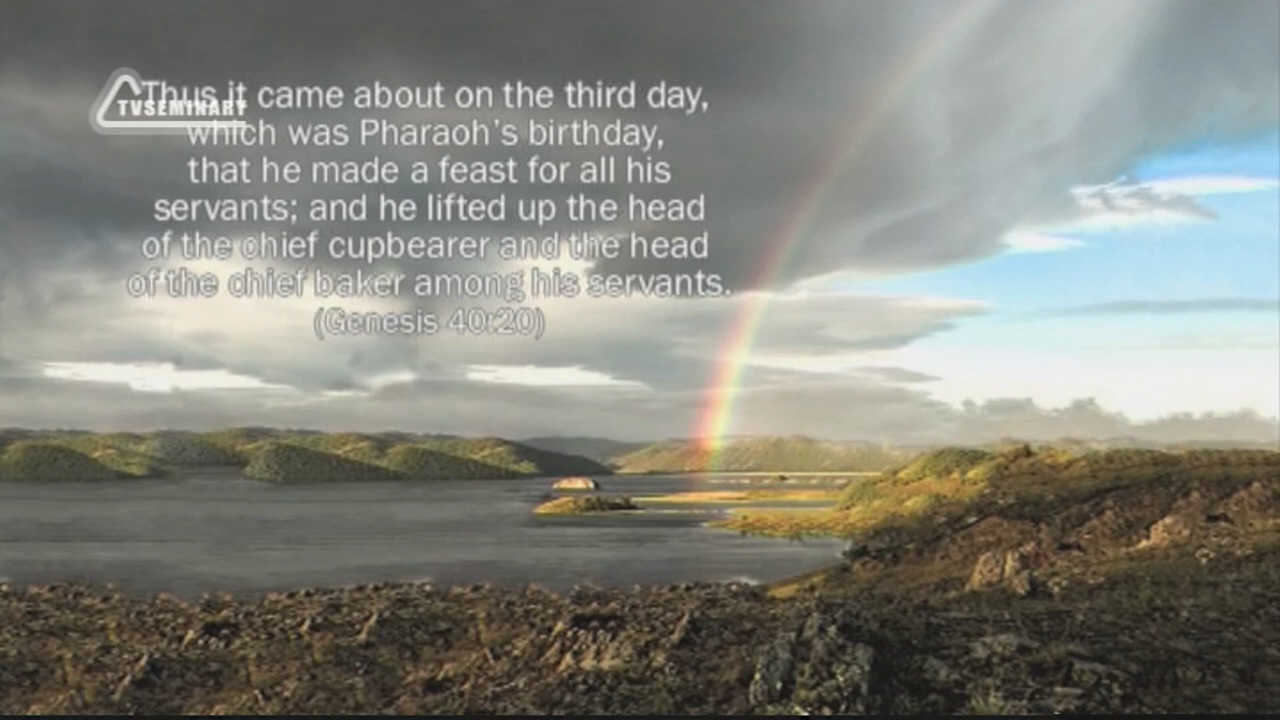 TVSEMINARY
Thus it came about on the third day,
which was Pharaoh's birthday,
that he made a feast for all his
servants; and he lifted up the head
of the chief cupbearer and the head
of the chief baker among his servants.
(Genesis 40:20)